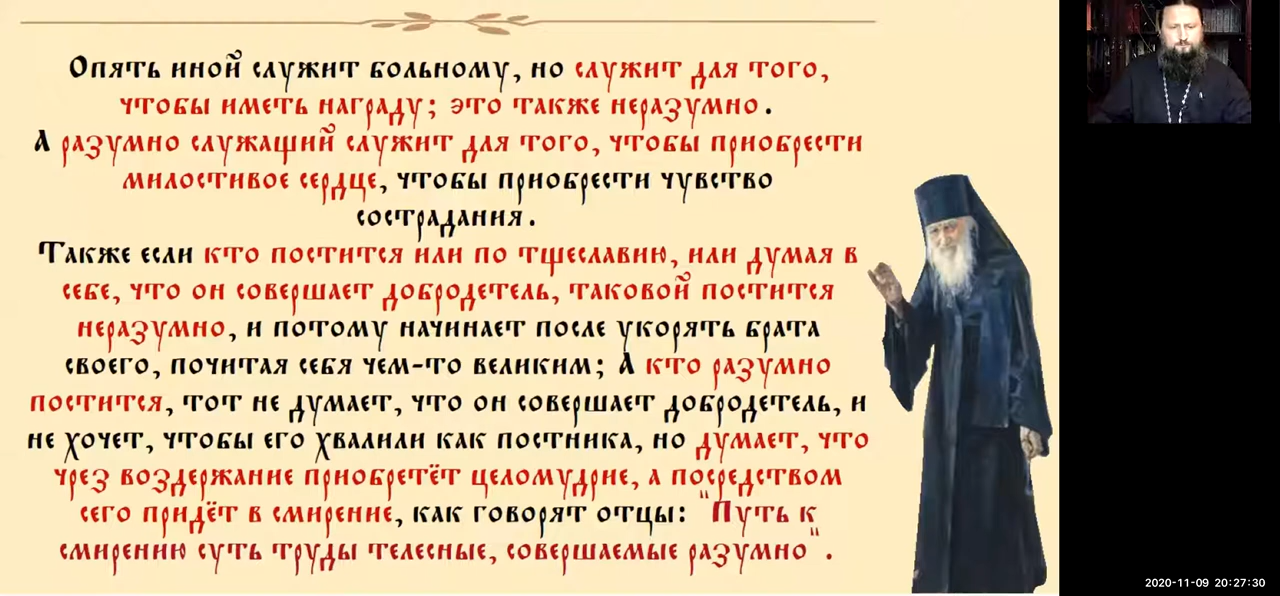 Опять иной служит больному, но служит для того,
чтобы иметь награду; это также неразумно.
А разумно служащий служит для того, чтобы приобрести
милостивое сердце, чтобы приобрести чувство
сострадания.
Также если кто постится или по тщеславию, или думая в
себе, что он совершает добродетель, таковой постится
неразумно, и потому начинает после укорять брата
своего, почитая себя чем-то великим; А кто разумно
постится, тот не думает, что он совершает добродетель, и
не хочет, чтобы его хвалили как постника, но думает, что
чрез воздержание приобретёт целомудрие, а посредством
сего придёт в смирение, как говорят отцы: "Путь к
смирению суть труды телесные, совершаемые разумно".
2020-11-09 20:27:30